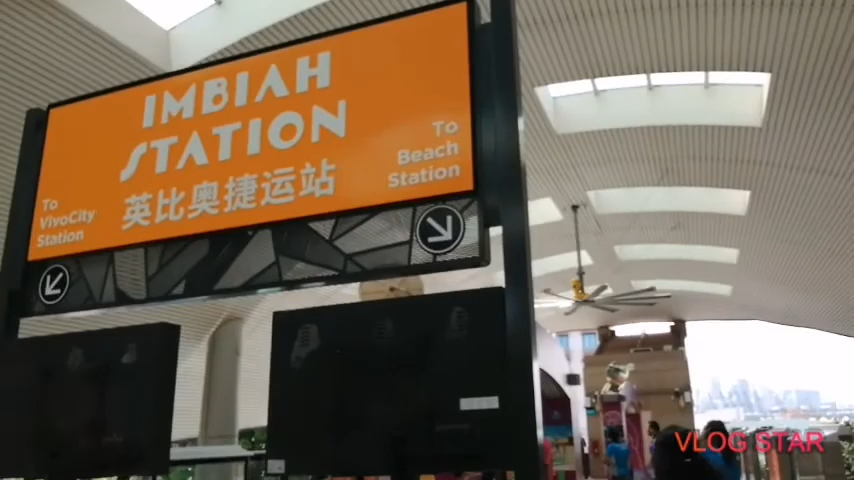 IMBIAH
STATION
英比奥捷运站
To
VivoCity
Station
To
Beach
Station
VLOG STAR